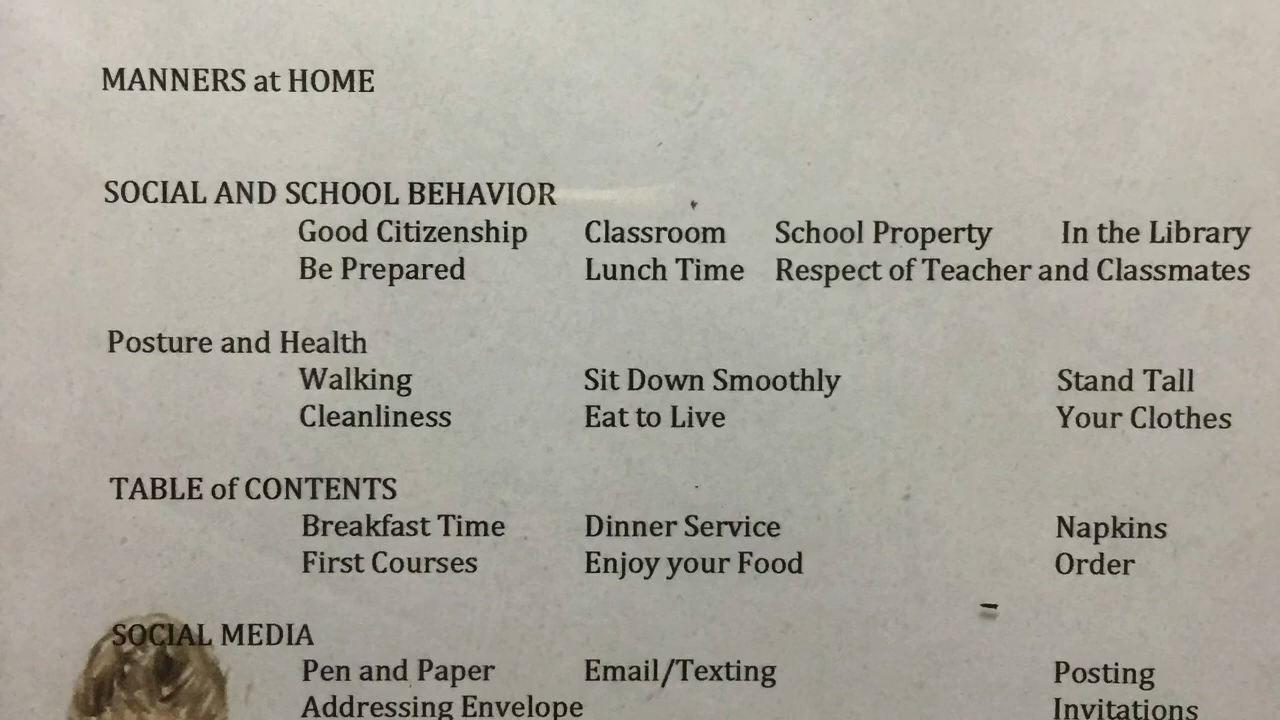 MANNERS at HOME
SOCIAL AND SCHOOL BEHAVIOR
Good Citizenship Classroom School Property In the Library
Be Prepared Lunch Time Respect of Teacher and Classmates
Posture and Health
Walking Sit Down Smoothly Stand Tall
Cleanliness Eat to Live Your Clothes
TABLE of CONTENTS
Breakfast Time Dinner Service Napkins
First Courses Enjoy your Food Order
SOCIAL MEDIA
Pen and Paper Email/Texting Posting
Addressing Envelope Invitations